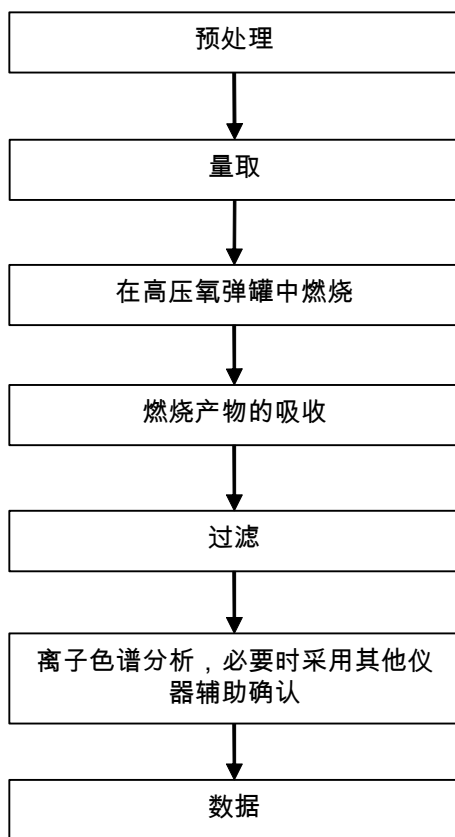 预处理
量取
在高压氧弹罐中燃烧
燃烧产物的吸收
过滤
离子色谱分析，必要时采用其他仪
器辅助确认
数据